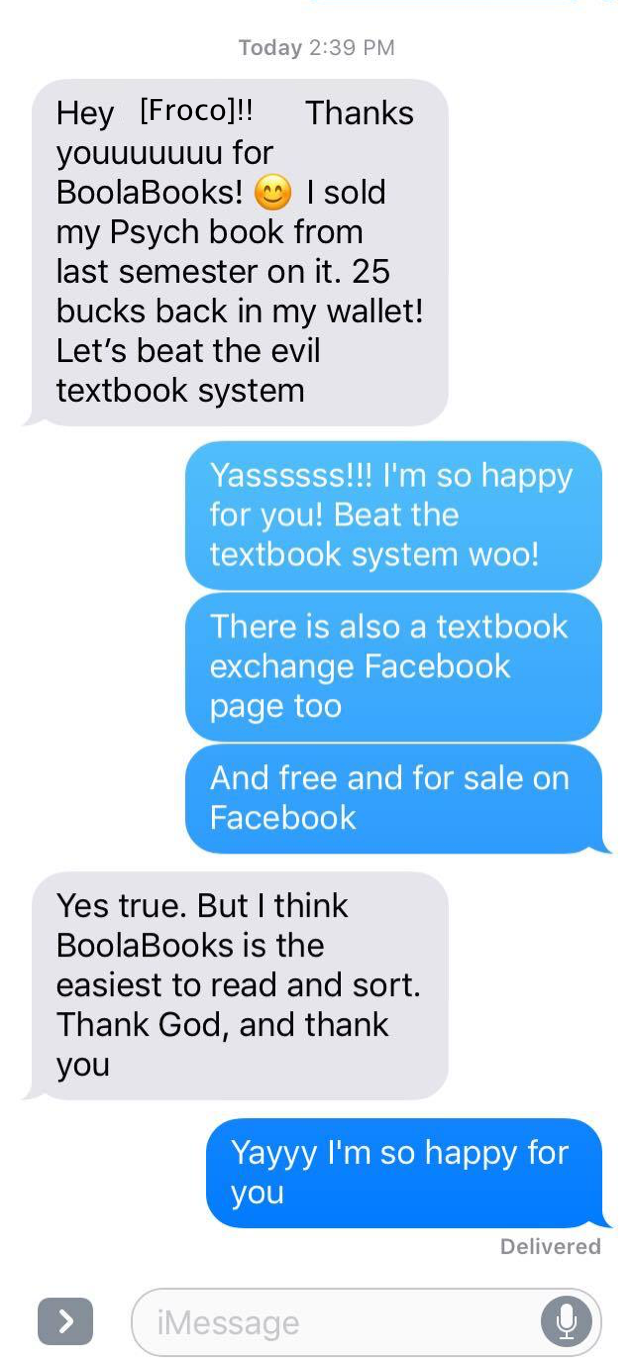 Today 2:39 PM
Hey [Froco]!! Thanks
youuuuuuu for
BoolaBooks! 😊 I sold
my Psych book from
last semester on it. 25
bucks back in my wallet!
Let’s beat the evil
textbook system
Yassssss!!! I'm so happy
for you! Beat the
textbook system woo!
There is also a textbook
exchange Facebook
page too
And free and for sale on
Facebook
Yes true. But I think
BoolaBooks is the
easiest to read and sort.
Thank God, and thank
you
Yayyy I'm so happy for
you
Delivered
iMessage